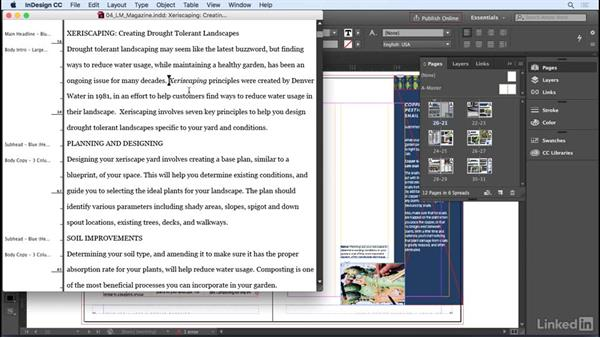 InDesign CC File Edit
04_LM_Magazine.indd: Xeriscaping: Creatin...
Essentials
English: USA
Main Headline - Blu...
XERISCAPING: Creating Drought Tolerant Landscapes
Body Intro - Large...
Drought tolerant landscaping may seem like the latest buzzword, but finding
ways to reduce water usage, while maintaining a healthy garden, has been an
ongoing issue for many decades. Xeriscaping principles were created by Denver
Water in 1981, in an effort to help customers find ways to reduce water usage in
their landscape. Xeriscaping involves seven key principles to help you design
drought tolerant landscapes specific to your yard and conditions.
Subhead - Blue (He...
PLANNING AND DESIGNING
Body Copy - 3 Colu...
Designing your xeriscape yard involves creating a base plan, similar to a
blueprint, of your space. This will help you determine existing conditions, and
guide you to selecting the ideal plants for your landscape. The plan should
identify various parameters including shady areas, slopes, spigot and down
spout locations, existing trees, decks, and walkways.
Subhead - Blue (He...
SOIL IMPROVEMENTS
Body Copy - 3 Colu...
Determining your soil type, and amending it to make sure it has the proper
absorption rate for your plants, will help reduce water usage. Composting is one
of the most beneficial processes you can incorporate in your garden.
Pages Layers Links
[None]
A-Master
20-21
22-23
24-25
26-27
28-29
30-31
12 Pages in 6 Spreads
Pages
Layers
Links
Stroke
Color
Swatches
CC Libraries
1 error
LinkedIn